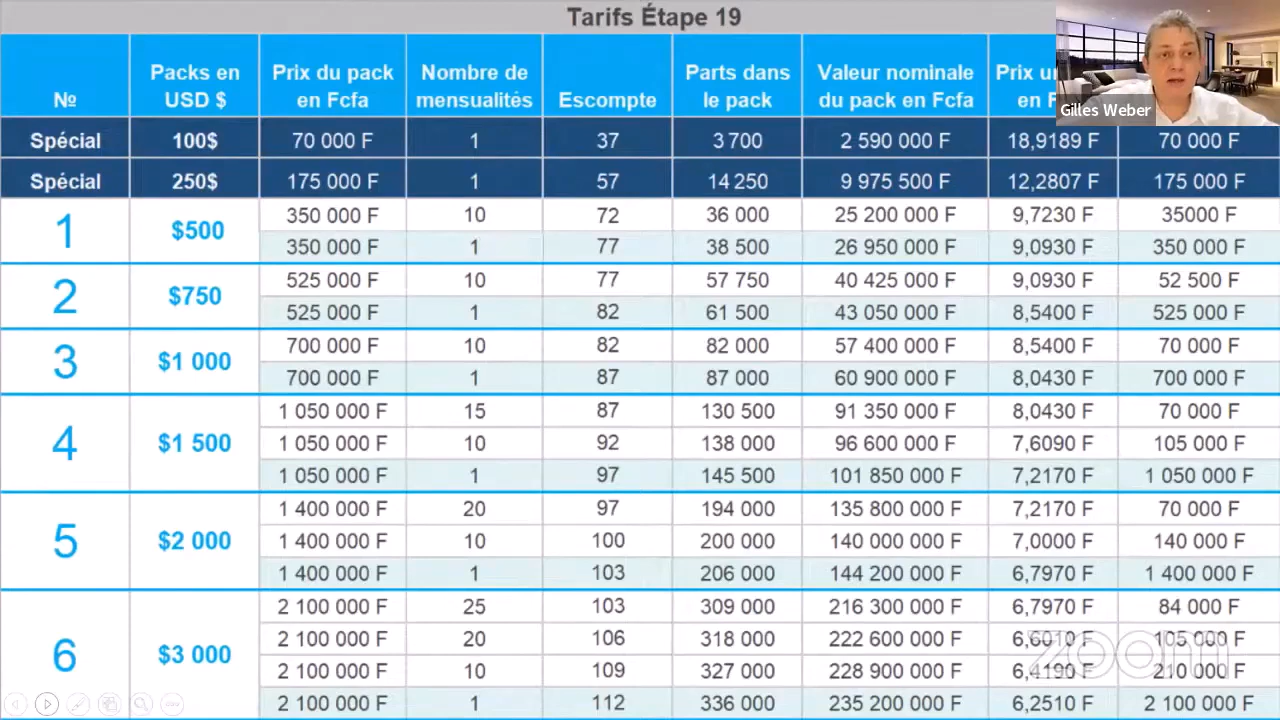 Tarifs Étape 19
№ Packs en USD $ Prix du pack en Fcfa Nombre de mensualités Escompte Parts dans le pack Valeur nominale du pack en Fcfa Prix en
Gilles Weber
Spécial 100$ 70 000 F 1 37 3 700 2 590 000 F 18,9189 F 70 000 F
Spécial 250$ 175 000 F 1 57 14 250 9 975 500 F 12,2807 F 175 000 F
1 $500 350 000 F 10 72 36 000 25 200 000 F 9,7230 F 35000 F
350 000 F 1 77 38 500 26 950 000 F 9,0930 F 350 000 F
2 $750 525 000 F 10 77 57 750 40 425 000 F 9,0930 F 52 500 F
525 000 F 1 82 61 500 43 050 000 F 8,5400 F 525 000 F
3 $1 000 700 000 F 10 82 82 000 57 400 000 F 8,5400 F 70 000 F
700 000 F 1 87 87 000 60 900 000 F 8,0430 F 700 000 F
4 $1 500 1 050 000 F 15 87 130 500 91 350 000 F 8,0430 F 70 000 F
1 050 000 F 10 92 138 000 96 600 000 F 7,6090 F 105 000 F
1 050 000 F 1 97 145 500 101 850 000 F 7,2170 F 1 050 000 F
5 $2 000 1 400 000 F 20 97 194 000 135 800 000 F 7,2170 F 70 000 F
1 400 000 F 10 100 200 000 140 000 000 F 7,0000 F 140 000 F
1 400 000 F 1 103 206 000 144 200 000 F 6,7970 F 1 400 000 F
6 $3 000 2 100 000 F 25 103 309 000 216 300 000 F 6,7970 F 84 000 F
2 100 000 F 20 106 318 000 222 600 000 F 6,6010 F 105 000 F
2 100 000 F 10 109 327 000 228 900 000 F 6,4190 F 210 000 F
2 100 000 F 1 112 336 000 235 200 000 F 6,2510 F 2 100 000 F
zoom